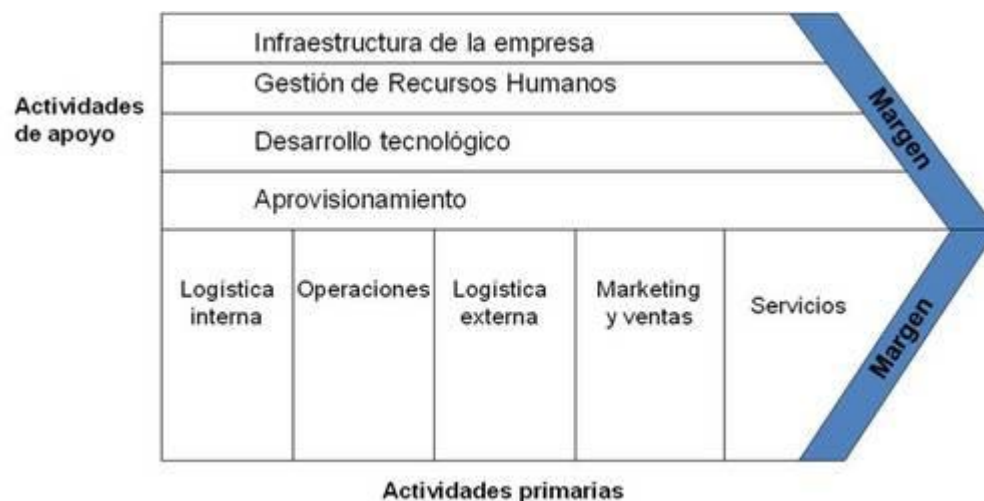 Infraestructura de la empresa
Gestión de Recursos Humanos
Actividades
de apoyo
Desarrollo tecnológico
Aprovisionamiento
Margen
Logística
interna
Operaciones
Logística
externa
Marketing
y ventas
Servicios
Margen
Actividades primarias